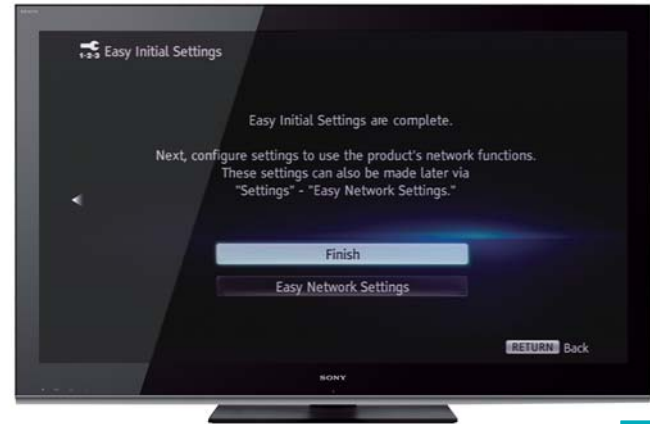 Easy Initial Settings
Easy Initial Settings are complete.
Next, configure settings to use the product's network functions.
These settings can also be made later via
"Settings" - "Easy Network Settings."
Finish
Easy Network Settings
RETURN Back
SONY